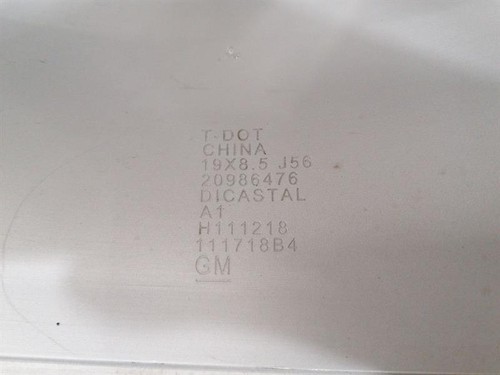 T-DOT
CHINA
19X8.5 J56
20986476
DICASTAL
A1
H111218
111718B4
GM